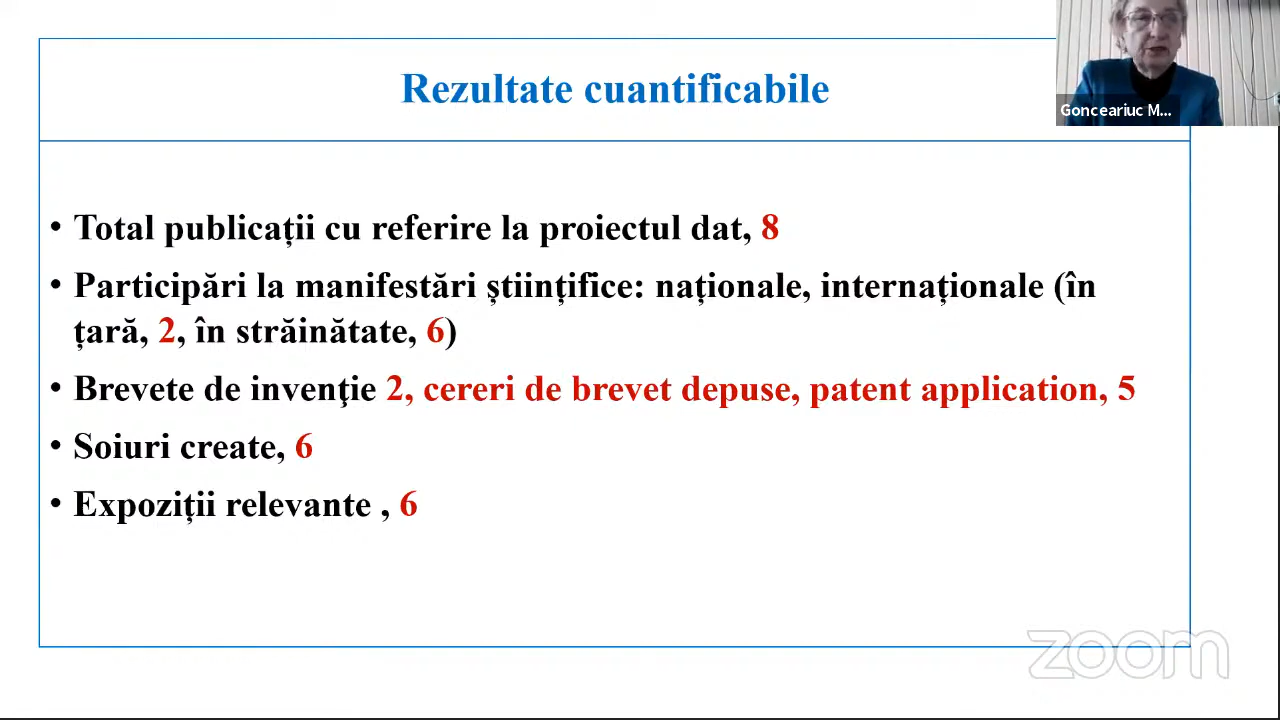 Rezultate cuantificabile
Gonceariuc M...
• Total publicații cu referire la proiectul dat, 8
• Participări la manifestări științifice: naționale, internaționale (în
țară, 2, în străinătate, 6)
• Brevete de invenţie 2, cereri de brevet depuse, patent application, 5
• Soiuri create, 6
• Expoziții relevante , 6
zoom